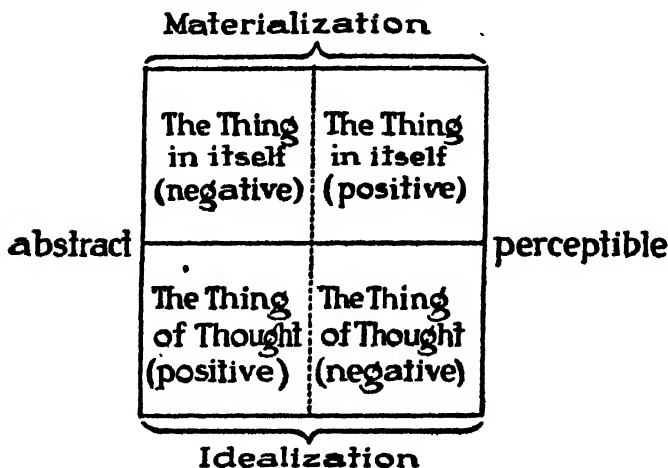 Materialization
The Thing
in itself
(negative)
The Thing
in itself
(positive)
abstract
perceptible
The Thing
of Thought
(positive)
The Thing
of Thought
(negative)
Idealization